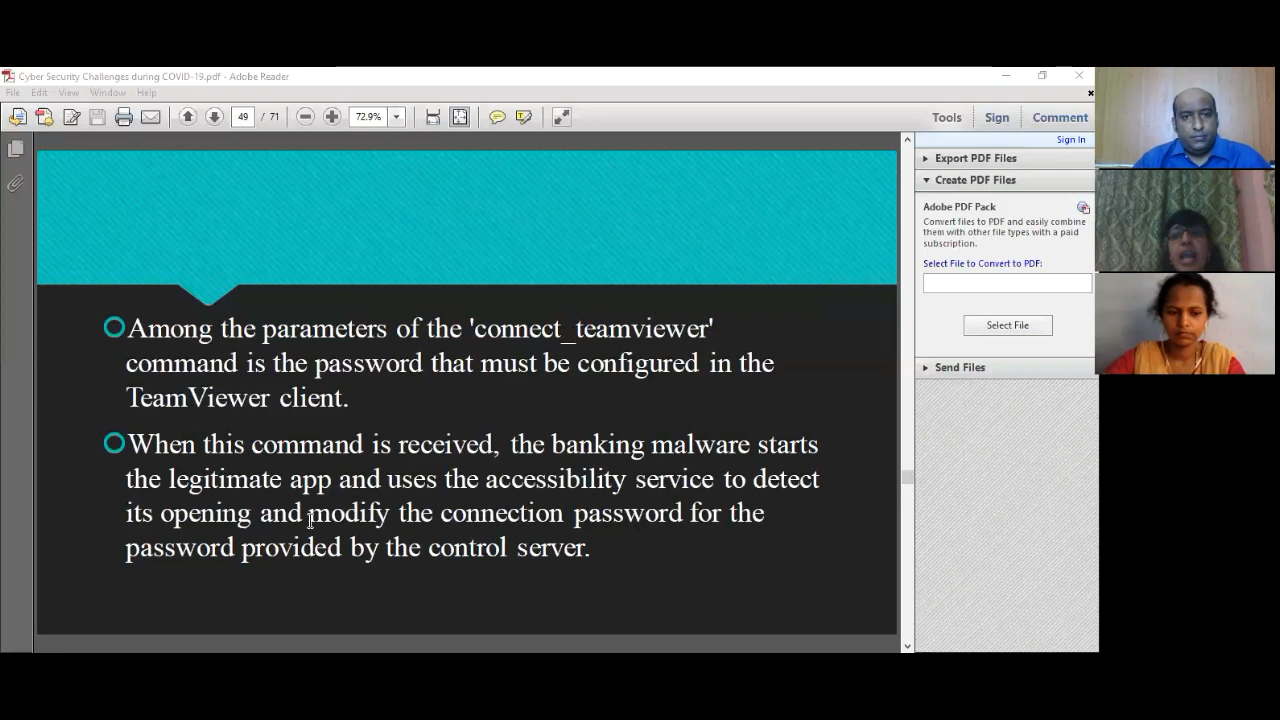 Cyber Security Challenges during COVID-19.pdf - Adobe Reader
File Edit View Window Help
49 / 71 72.9% Tools Sign Comment
Sign In
Export PDF Files
Create PDF Files
Adobe PDF Pack
Convert files to PDF and easily combine
them with other file types with a paid
subscription.
Select File to Convert to PDF:
Select File
Send Files
Among the parameters of the 'connect_teamviewer'
command is the password that must be configured in the
TeamViewer client.
When this command is received, the banking malware starts
the legitimate app and uses the accessibility service to detect
its opening and modify the connection password for the
password provided by the control server.